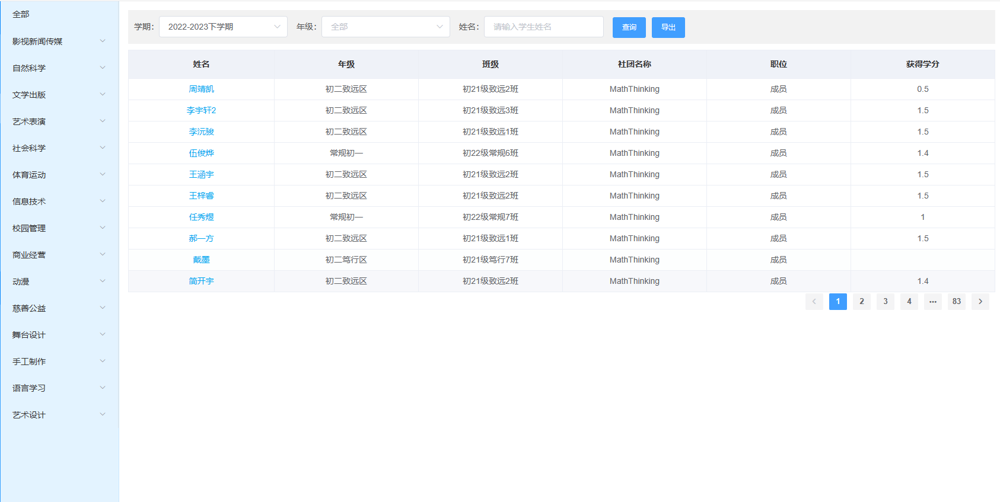 全部
影视新闻传媒
自然科学
文学出版
艺术表演
社会科学
体育运动
信息技术
校园管理
商业经营
动漫
慈善公益
舞台设计
手工制作
语言学习
艺术设计
学期： 2022-2023下学期 年级： 全部 姓名： 请输入学生姓名 查询 导出
姓名 年级 班级 社团名称 职位 获得学分
周靖凯 初二致远区 初21级致远2班 MathThinking 成员 0.5
李宇轩2 初二致远区 初21级致远3班 MathThinking 成员 1.5
李沅骏 初二致远区 初21级致远1班 MathThinking 成员 1.5
伍俊烨 常规初一 初22级常规6班 MathThinking 成员 1.4
王涵宇 初二致远区 初21级致远2班 MathThinking 成员 1.5
王梓睿 初二致远区 初21级致远2班 MathThinking 成员 1.5
任秀煜 常规初一 初22级常规7班 MathThinking 成员 1
郝一方 初二致远区 初21级致远1班 MathThinking 成员 1.5
戴墨 初二笃行区 初21级笃行7班 MathThinking 成员
简开宇 初二致远区 初21级致远2班 MathThinking 成员 1.4
1 2 3 4 ••• 83